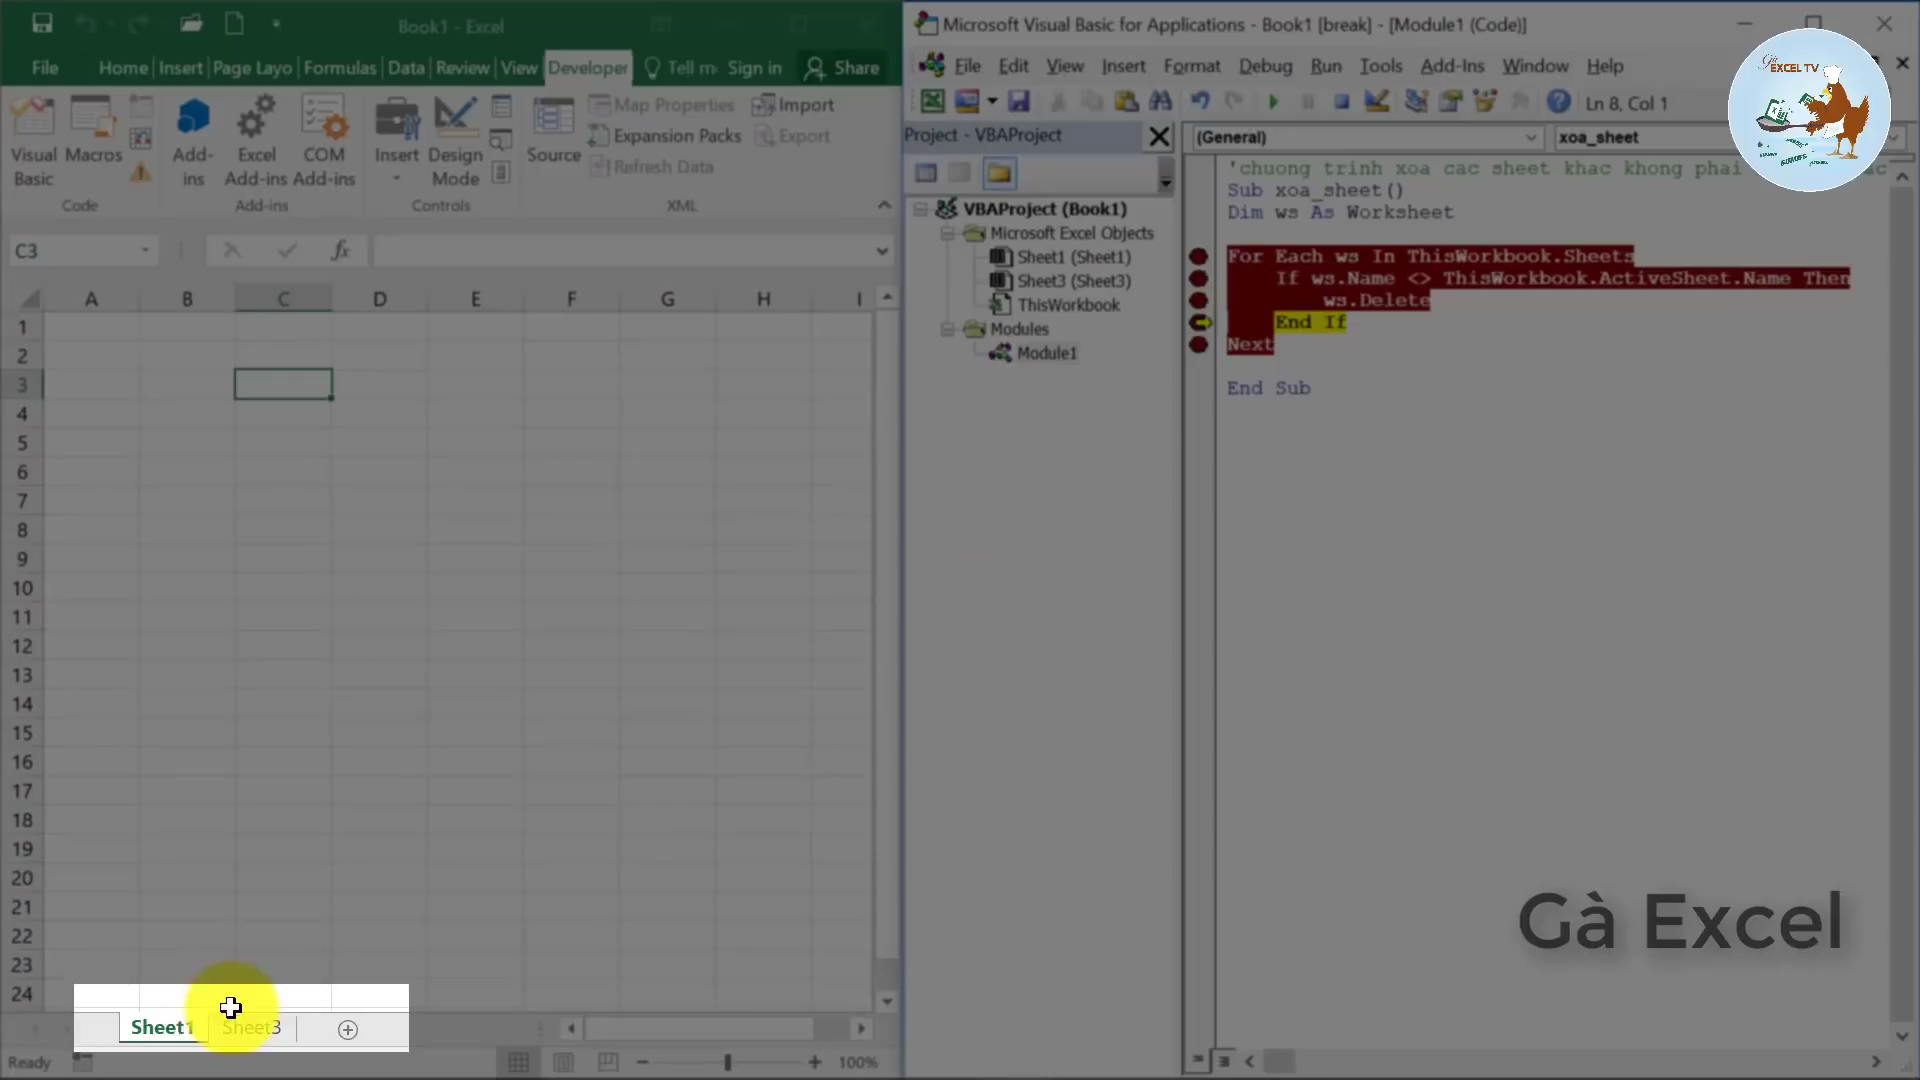 Book1 - Excel
File Home Insert Page Layo Formulas Data Review View Developer Tell m Sign in Share
Visual Basic
Macros
Code
Add-ins
Excel Add-ins
COM Add-ins
Add-ins
Insert
Design Mode
Controls
Source
Map Properties
Expansion Packs
Refresh Data
Import
Export
XML
C3
fx
A B C D E F G H I
1
2
3
4
5
6
7
8
9
10
11
12
13
14
15
16
17
18
19
20
21
22
23
24
Sheet1 Sheet3
Ready
100%
Microsoft Visual Basic for Applications - Book1 [break] - [Module1 (Code)]
File Edit View Insert Format Debug Run Tools Add-Ins Window Help
Ln 8, Col 1
Project - VBAProject
VBAProject (Book1)
Microsoft Excel Objects
Sheet1 (Sheet1)
Sheet3 (Sheet3)
ThisWorkbook
Modules
Module1
(General)
xoa_sheet
'chuong trinh xoa cac sheet khac khong phai
Sub xoa_sheet()
Dim ws As Worksheet
For Each ws In ThisWorkbook.Sheets
If ws.Name <> ThisWorkbook.ActiveSheet.Name Then
ws.Delete
End If
Next
End Sub
Gà
EXCEL TV
Gà Excel